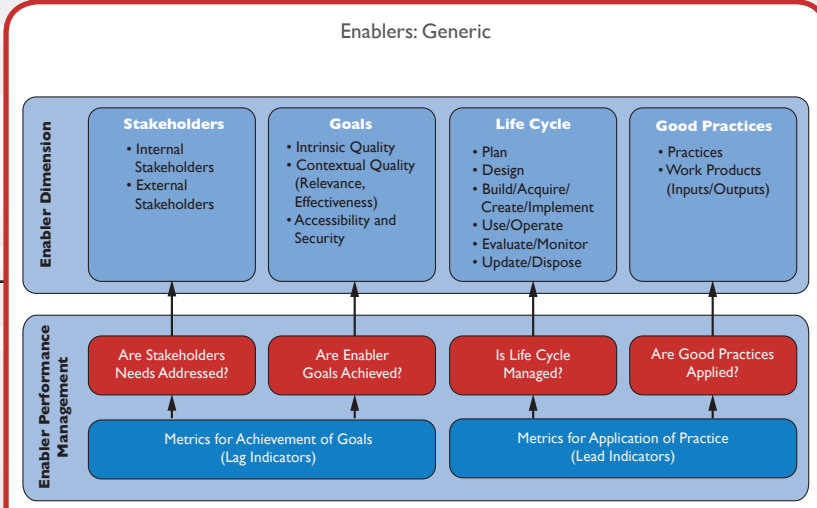 Enablers: Generic
Enabler Dimension
Stakeholders
• Internal
Stakeholders
• External
Stakeholders
Goals
• Intrinsic Quality
• Contextual Quality
(Relevance,
Effectiveness)
• Accessibility and
Security
Life Cycle
• Plan
• Design
• Build/Acquire/
Create/Implement
• Use/Operate
• Evaluate/Monitor
• Update/Dispose
Good Practices
• Practices
• Work Products
(Inputs/Outputs)
Enabler Performance
Management
Are Stakeholders
Needs Addressed?
Are Enabler
Goals Achieved?
Is Life Cycle
Managed?
Are Good Practices
Applied?
Metrics for Achievement of Goals
(Lag Indicators)
Metrics for Application of Practice
(Lead Indicators)